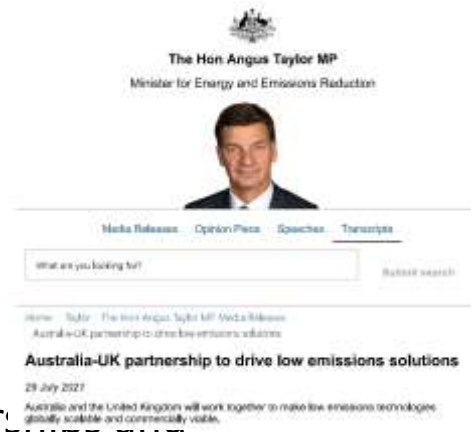 The Hon Angus Taylor MP
Minister for Energy and Emissions Reduction
Media Releases Opinion Piece Speeches Transcripts
What are you looking for?
Submit search
Home Taylor The Hon Angus Taylor MP Media Releases
Australia-UK partnership to drive low emissions solutions
Australia-UK partnership to drive low emissions solutions
29 July 2021
Australia and the United Kingdom will work together to make low emissions technologies
globally scalable and commercially viable.